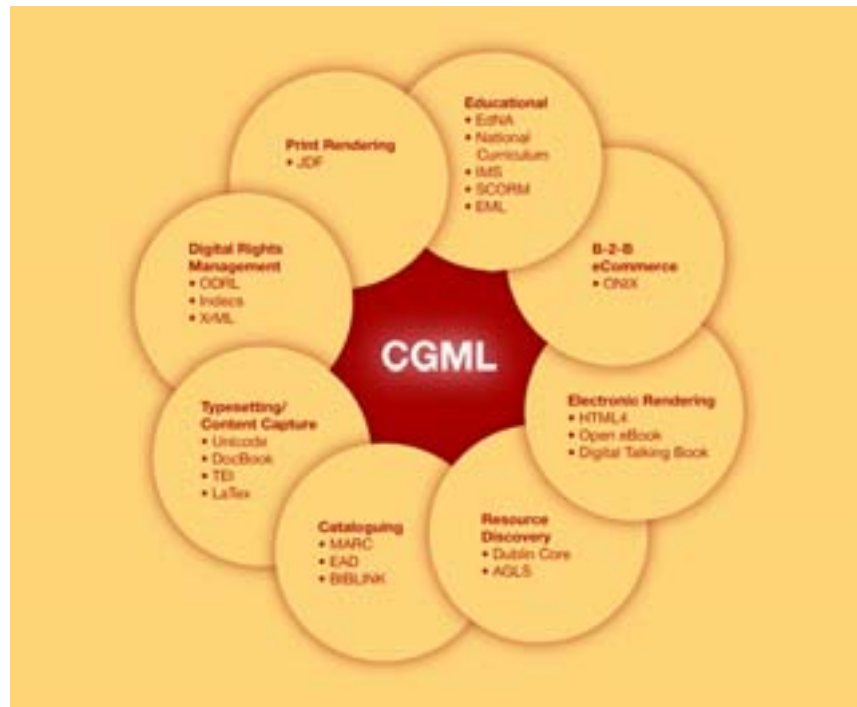 Educational
• EdNA
• National
Curriculum
• IMS
• SCORM
• EML
B-2-B
eCommerce
• ONIX
Electronic Rendering
• HTML4
• Open eBook
• Digital Talking Book
Resource
Discovery
• Dublin Core
• AGLS
Cataloguing
• MARC
• EAD
• BIBLINK
Typesetting/
Content Capture
• Unicode
• DocBook
• TEI
• LaTex
Digital Rights
Management
• ODRL
• Indecs
• XrML
Print Rendering
• JDF
CGML